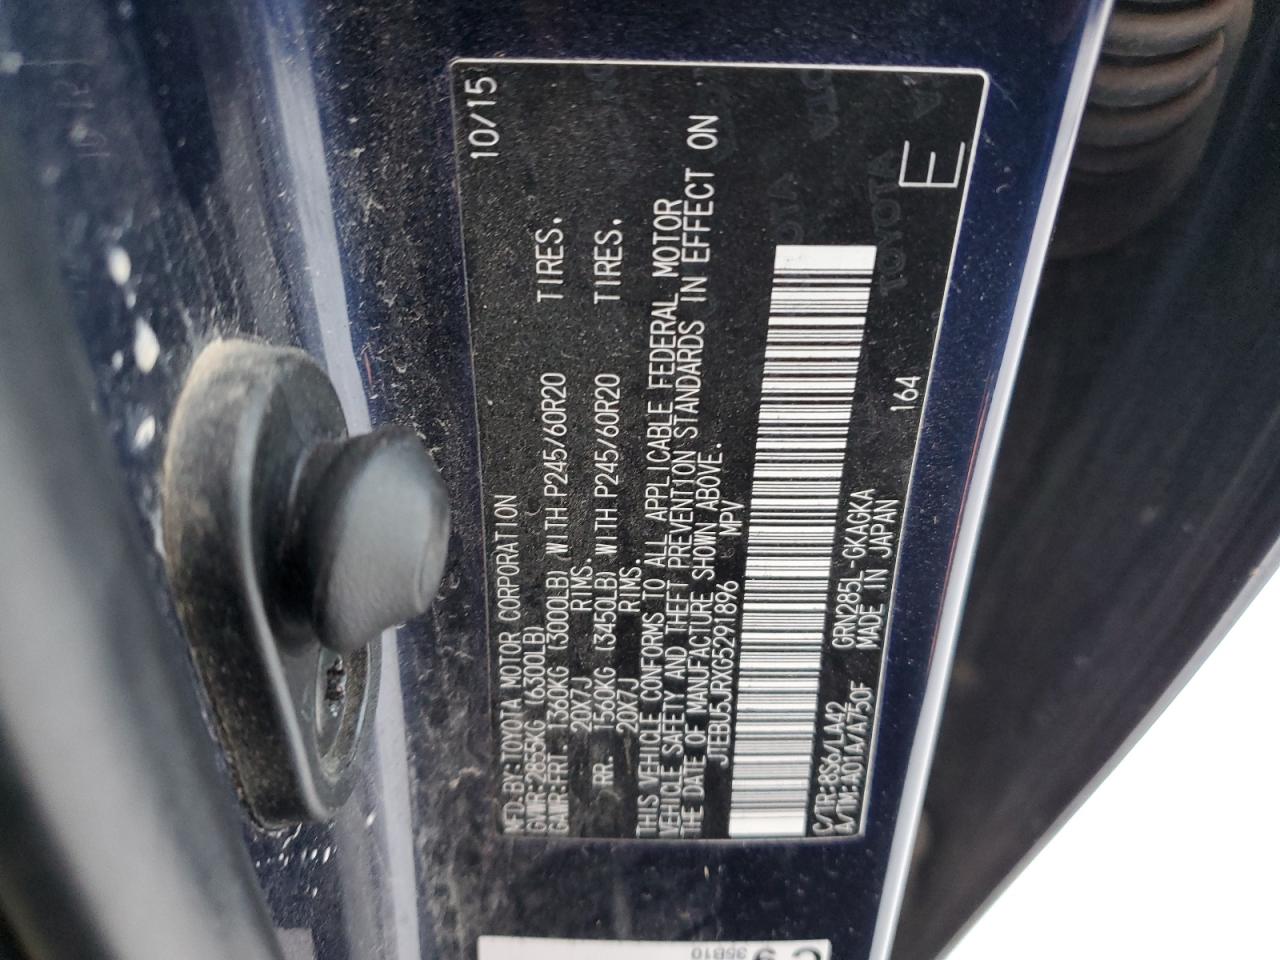 MFD.BY:TOYOTA MOTOR CORPORATION 10/15
GVWR:2855KG (6300LB)
GAWR:FRT. 1360KG (3000LB) WITH P245/60R20 TIRES.
20X7J RIMS.
RR. 1560KG (3450LB) WITH P245/60R20 TIRES.
20X7J RIMS.
THIS VEHICLE CONFORMS TO ALL APPLICABLE FEDERAL MOTOR
VEHICLE SAFETY AND THEFT PREVENTION STANDARDS IN EFFECT ON
THE DATE OF MANUFACTURE SHOWN ABOVE.
JTEBU5JRXG5291896 MPV
C/TR:8S6/LA42 GRN285L-GKAGKA
A/TM:A01A/A750F MADE IN JAPAN
164
E
TOYOTA
35B10